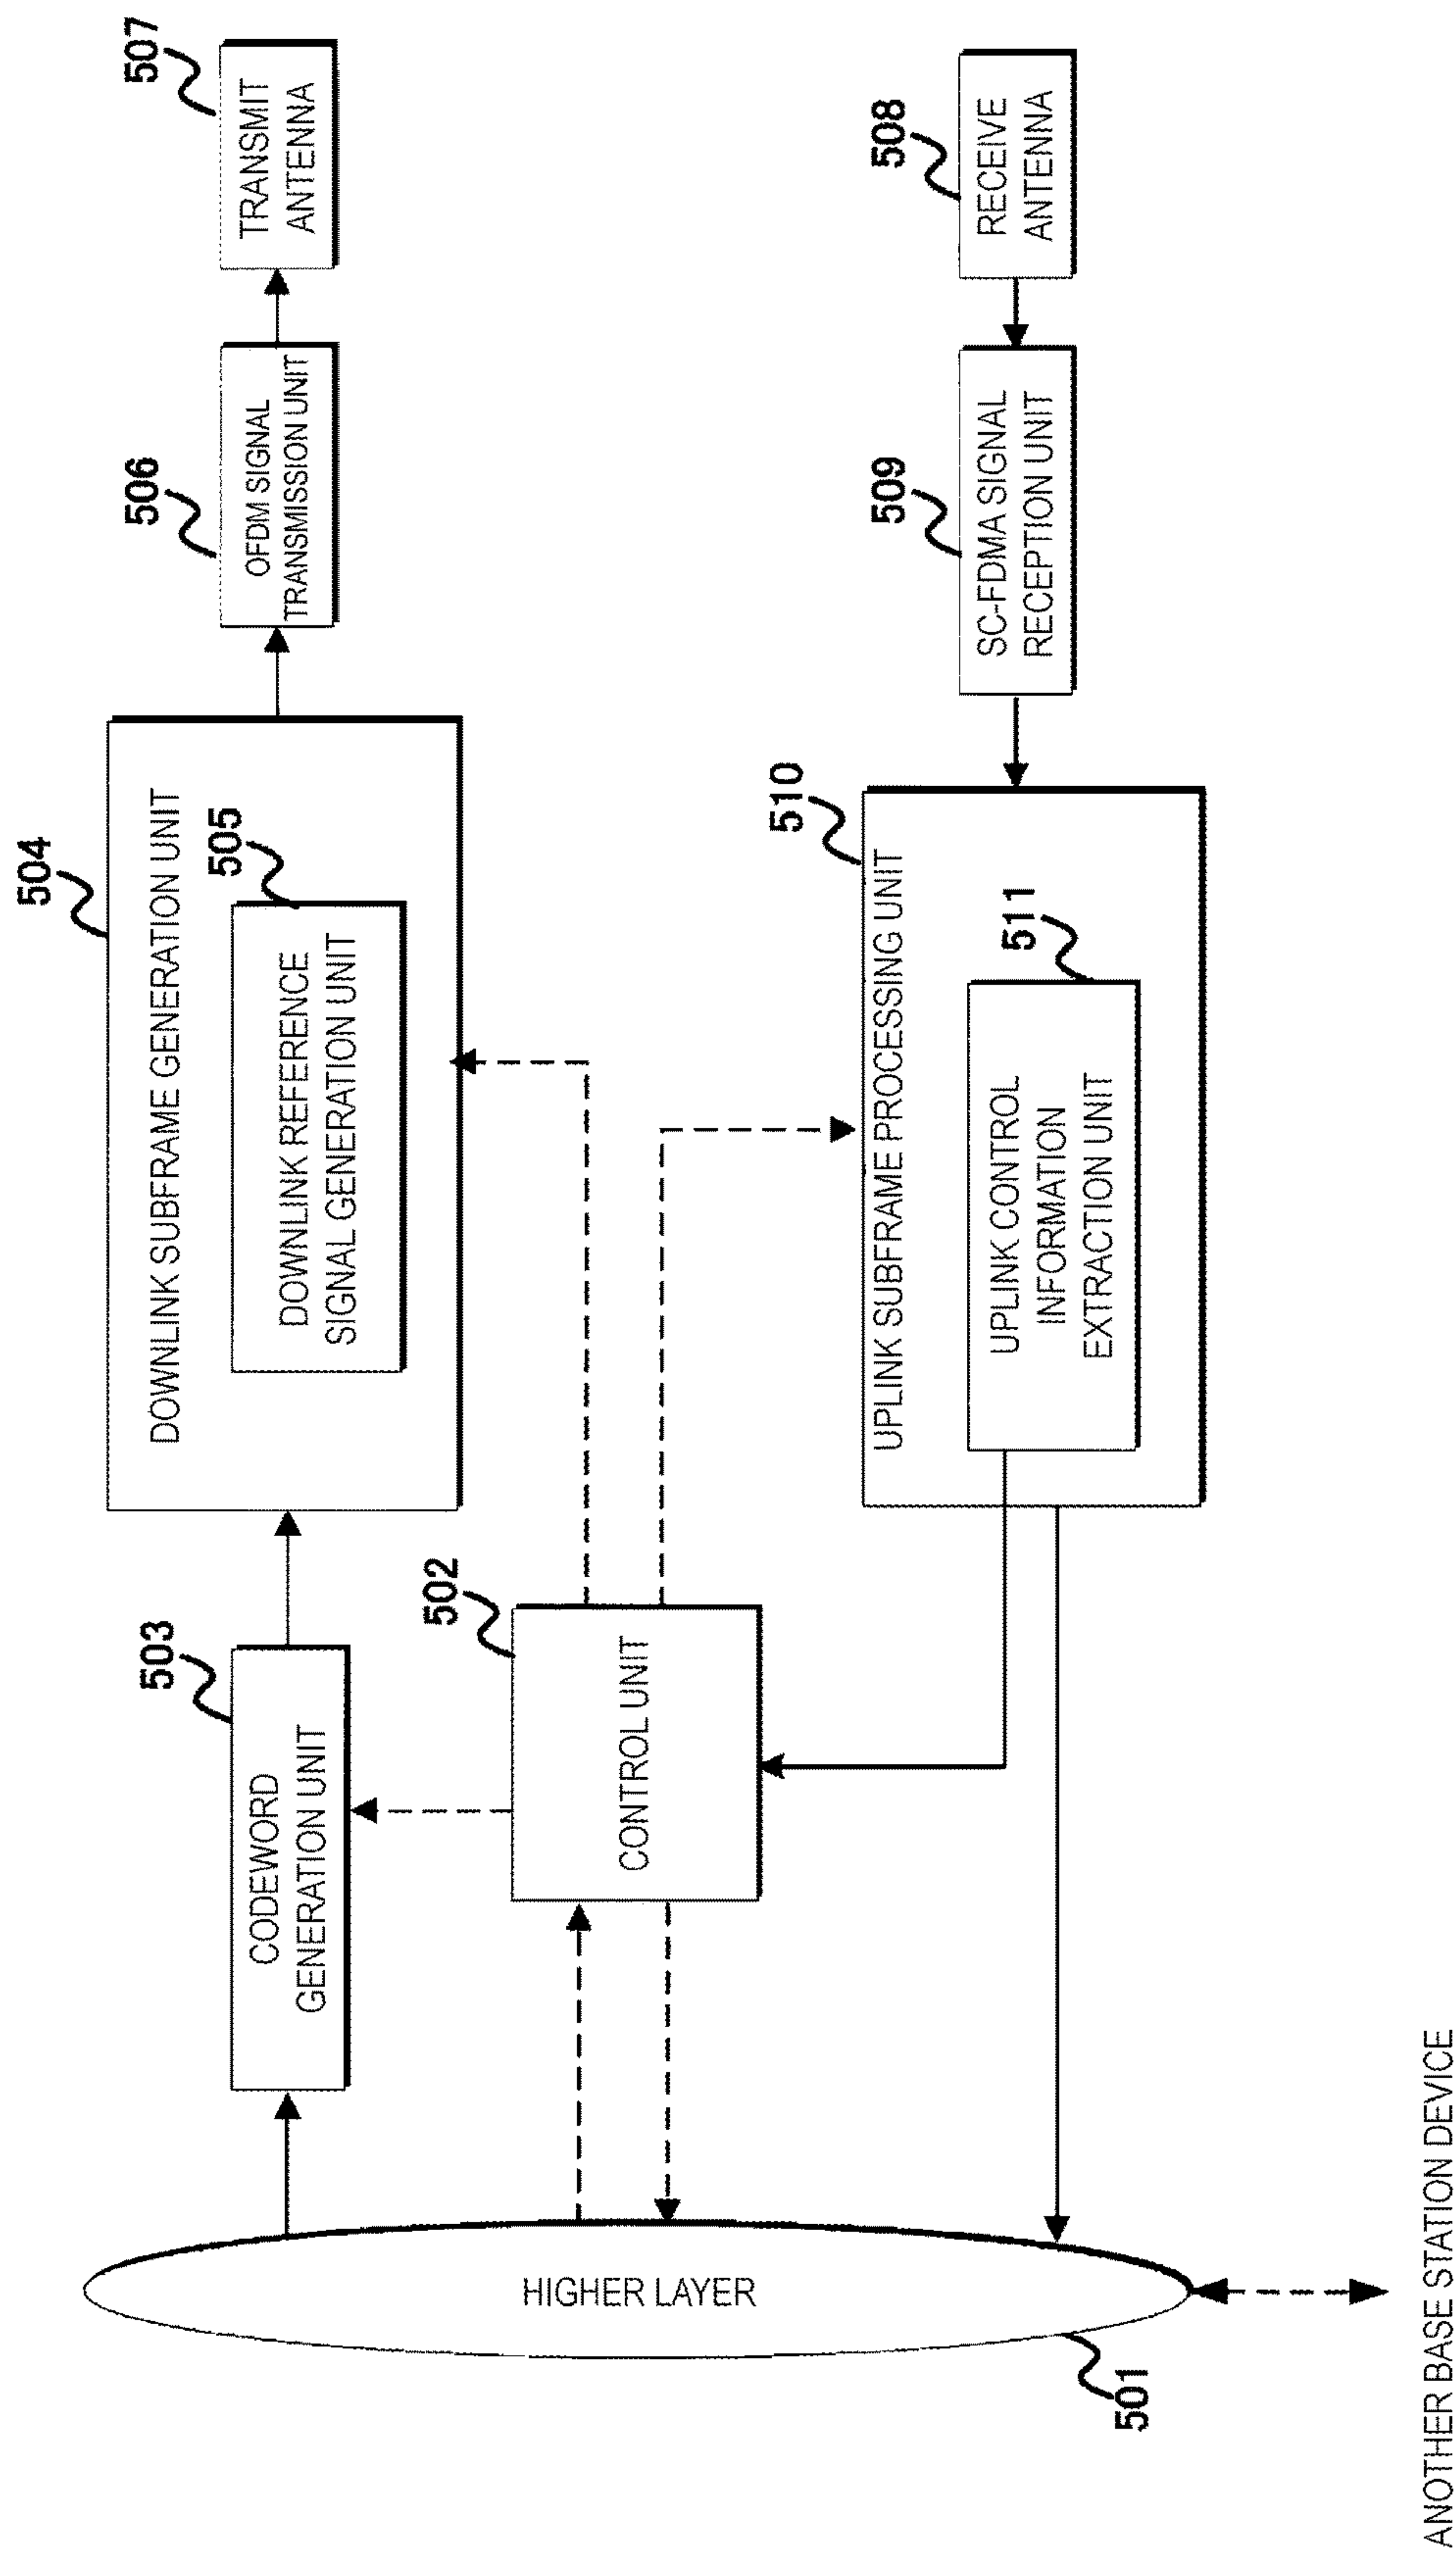 504
DOWNLINK SUBFRAME GENERATION UNIT
505
DOWNLINK REFERENCE
SIGNAL GENERATION UNIT
503
CODEWORD
GENERATION UNIT
506
OFDM SIGNAL
TRANSMISSION UNIT
507
TRANSMIT
ANTENNA
502
CONTROL UNIT
HIGHER LAYER
501
510
UPLINK SUBFRAME PROCESSING UNIT
511
UPLINK CONTROL
INFORMATION
EXTRACTION UNIT
509
SC-FDMA SIGNAL
RECEPTION UNIT
508
RECEIVE
ANTENNA
ANOTHER BASE STATION DEVICE